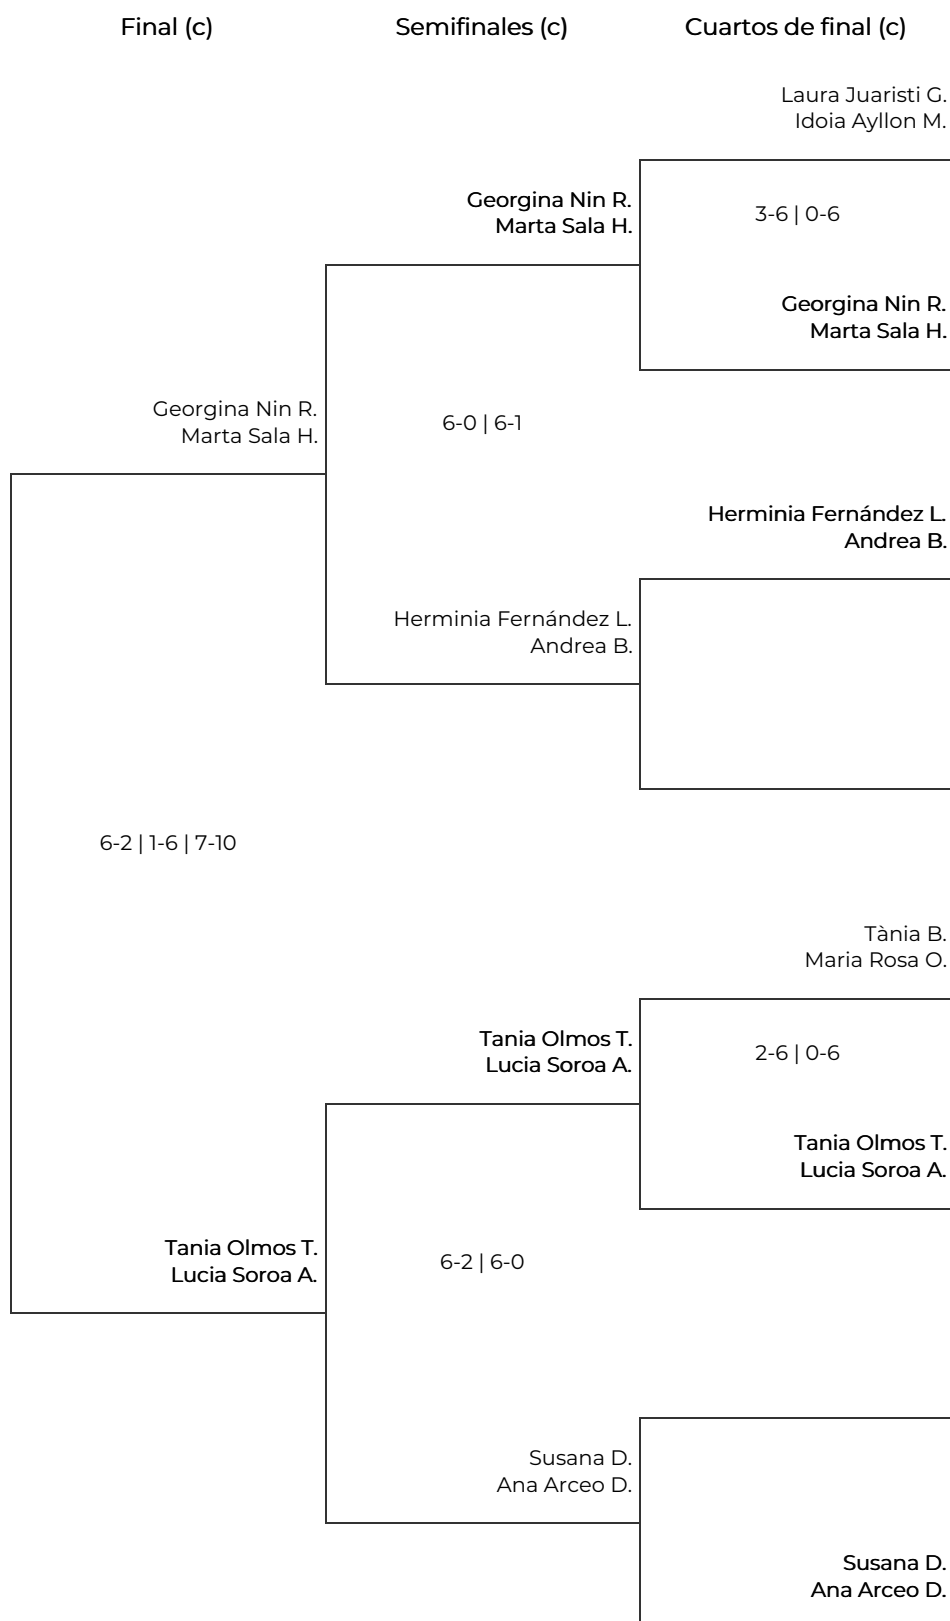 Final (c)
Semifinales (c)
Cuartos de final (c)
Laura Juaristi G.
Idoia Ayllon M.
Georgina Nin R.
Marta Sala H.
3-6 | 0-6
Georgina Nin R.
Marta Sala H.
Georgina Nin R.
Marta Sala H.
6-0 | 6-1
Herminia Fernández L.
Andrea B.
Herminia Fernández L.
Andrea B.
6-2 | 1-6 | 7-10
Tània B.
Maria Rosa O.
Tania Olmos T.
Lucia Soroa A.
2-6 | 0-6
Tania Olmos T.
Lucia Soroa A.
Tania Olmos T.
Lucia Soroa A.
6-2 | 6-0
Susana D.
Ana Arceo D.
Susana D.
Ana Arceo D.